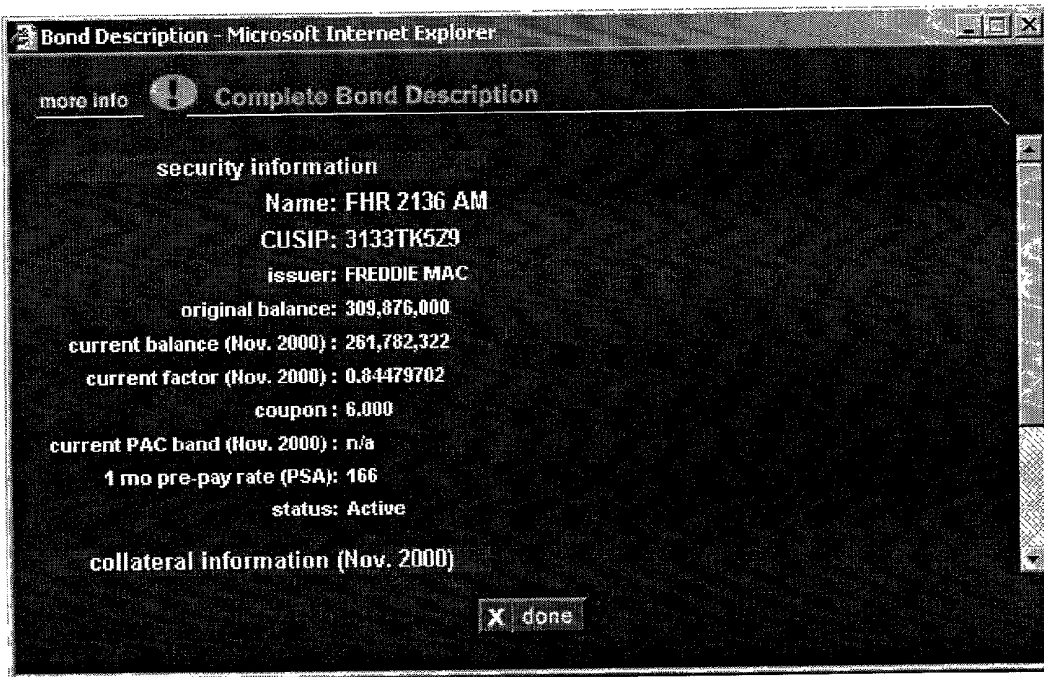 Bond Description - Microsoft Internet Explorer
more info ! Complete Bond Description
security information
Name: FHR 2136 AM
CUSIP: 3133TK5Z9
issuer: FREDDIE MAC
original balance: 309,876,000
current balance (Nov. 2000) : 261,782,322
current factor (Nov. 2000) : 0.84479702
coupon : 6.000
current PAC band (Nov. 2000) : n/a
1 mo pre-pay rate (PSA): 166
status: Active
collateral information (Nov. 2000)
X done